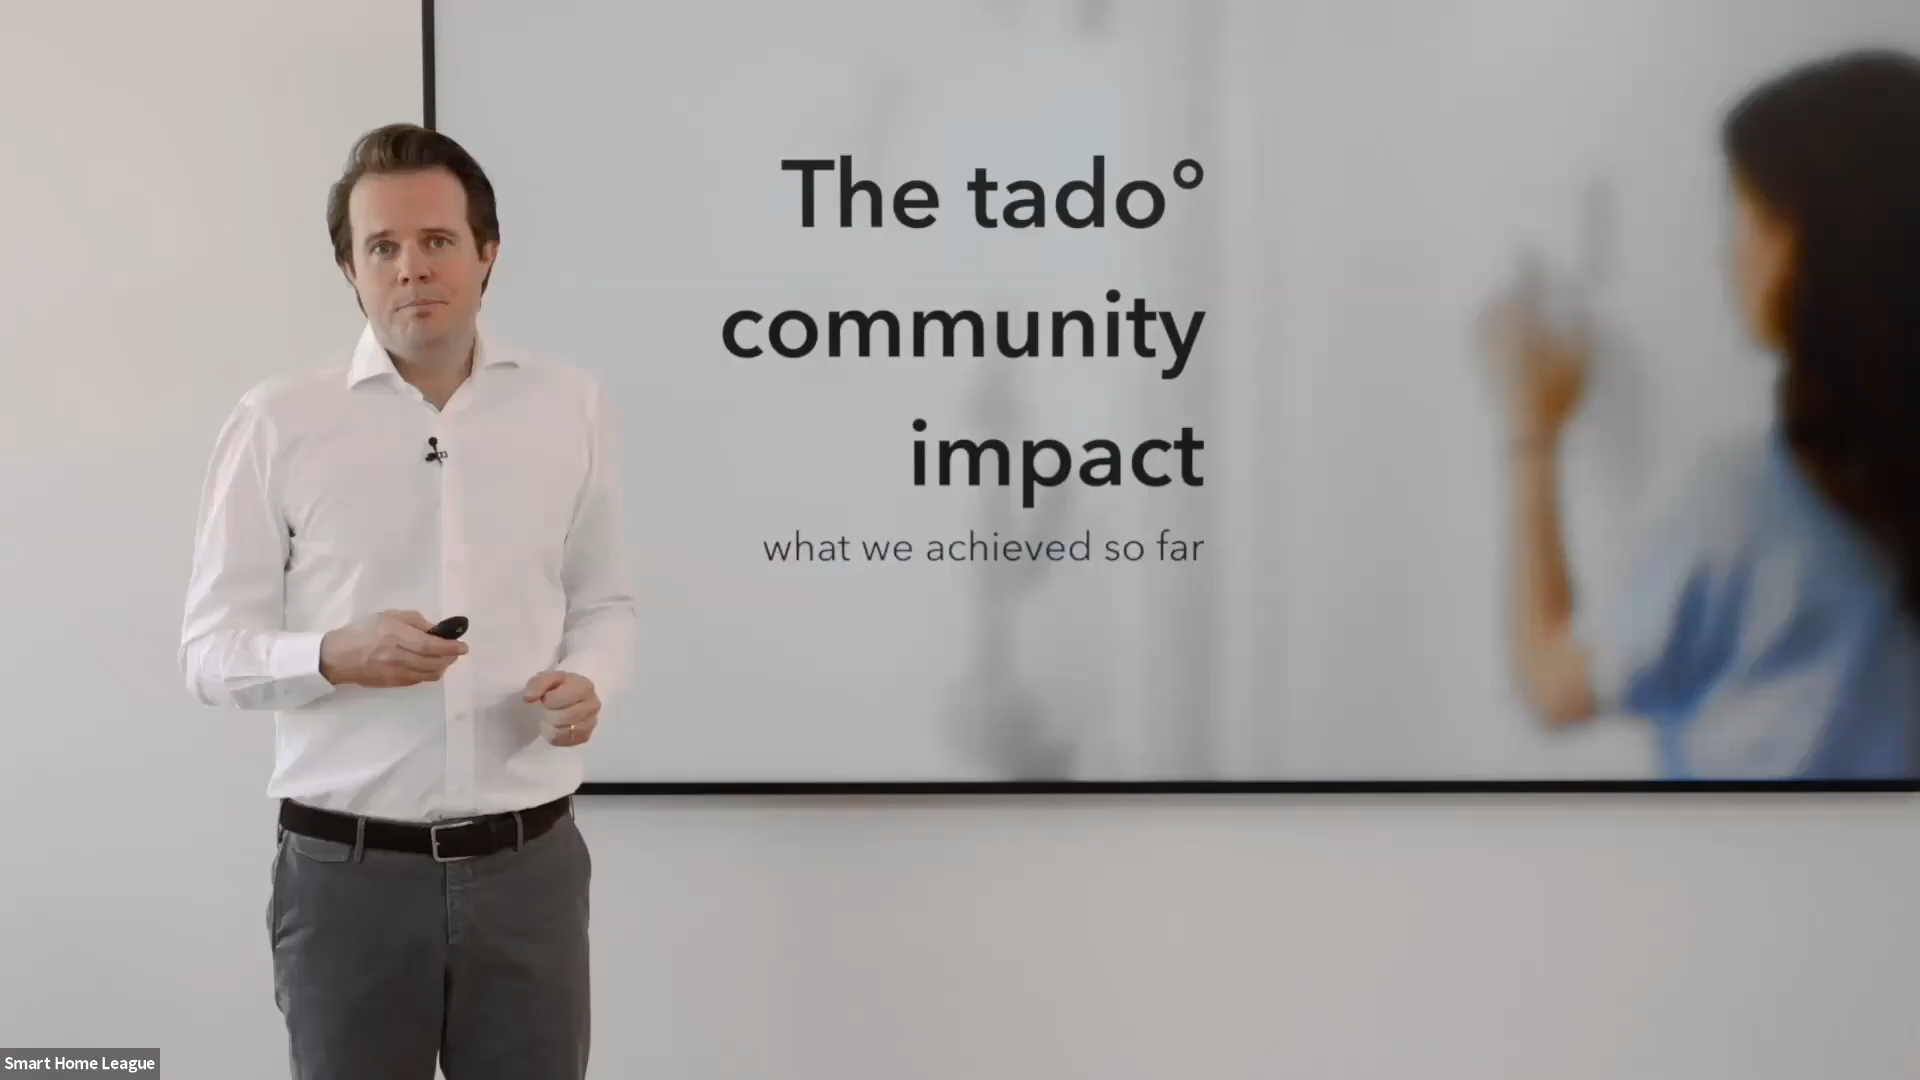 The tado°
community
impact
what we achieved so far
Smart Home League